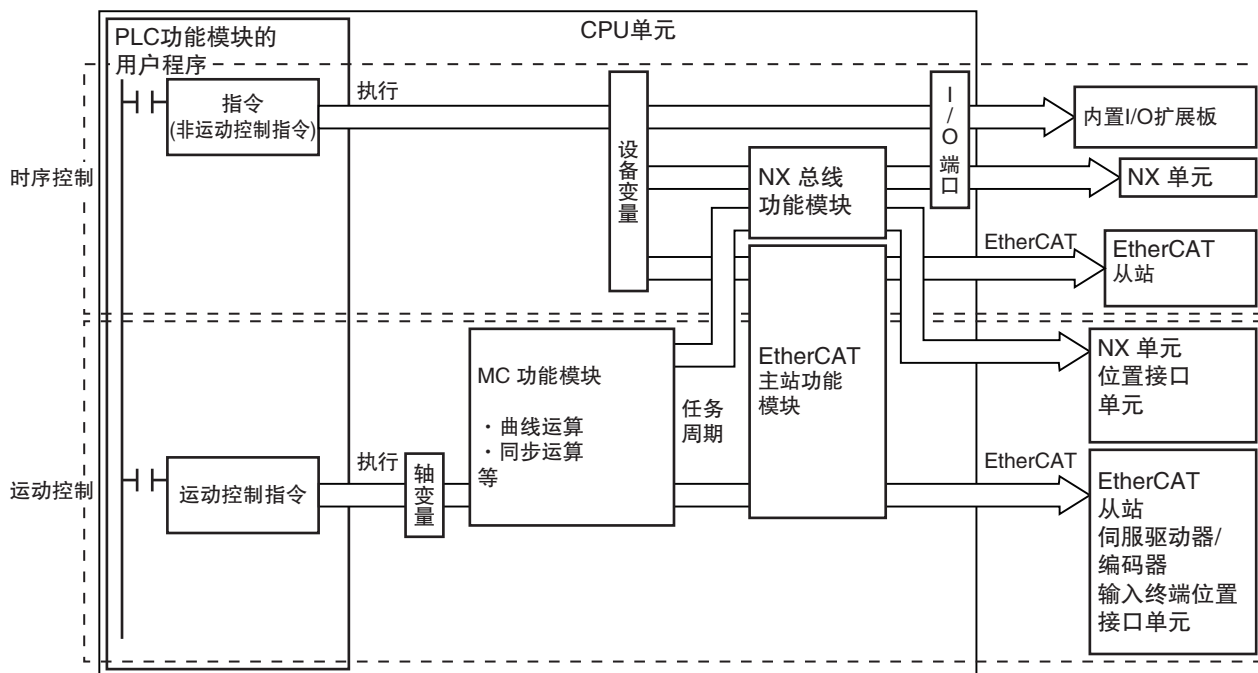 CPU单元
PLC功能模块的
用户程序
时序控制
指令
(非运动控制指令)
执行
设备变量
I/O端口
NX 总线
功能模块
内置I/O扩展板
NX 单元
EtherCAT
EtherCAT
从站
运动控制
运动控制指令
执行
轴变量
MC 功能模块
・曲线运算
・同步运算
等
任务
周期
EtherCAT
主站功能
模块
NX 单元
位置接口
单元
EtherCAT
EtherCAT
从站
伺服驱动器/
编码器
输入终端位置
接口单元